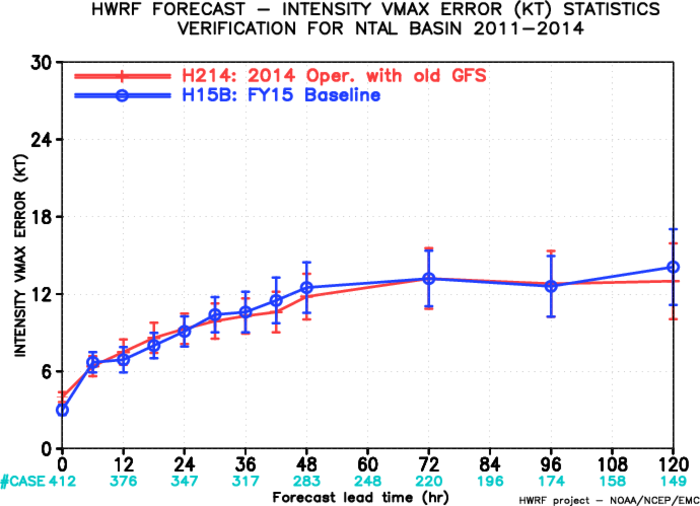 HWRF FORECAST – INTENSITY VMAX ERROR (KT) STATISTICS
VERIFICATION FOR NTAL BASIN 2011–2014
H214: 2014 Oper. with old GFS
H15B: FY15 Baseline
INTENSITY VMAX ERROR (KT)
30
24
18
12
6
0
0 12 24 36 48 60 72 84 96 108 120
#CASE 412 376 347 317 283 248 220 196 174 158 149
Forecast lead time (hr)
HWRF project – NOAA/NCEP/EMC